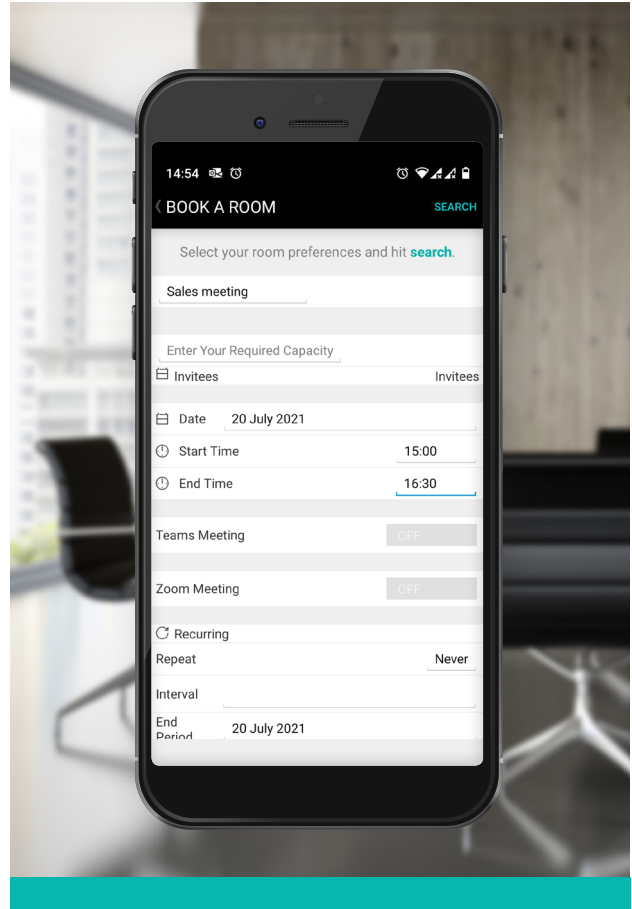 14:54
BOOK A ROOM SEARCH
Select your room preferences and hit search.
Sales meeting
Enter Your Required Capacity
Invitees Invitees
Date 20 July 2021
Start Time 15:00
End Time 16:30
Teams Meeting OFF
Zoom Meeting OFF
Recurring
Repeat Never
Interval
End
Period 20 July 2021